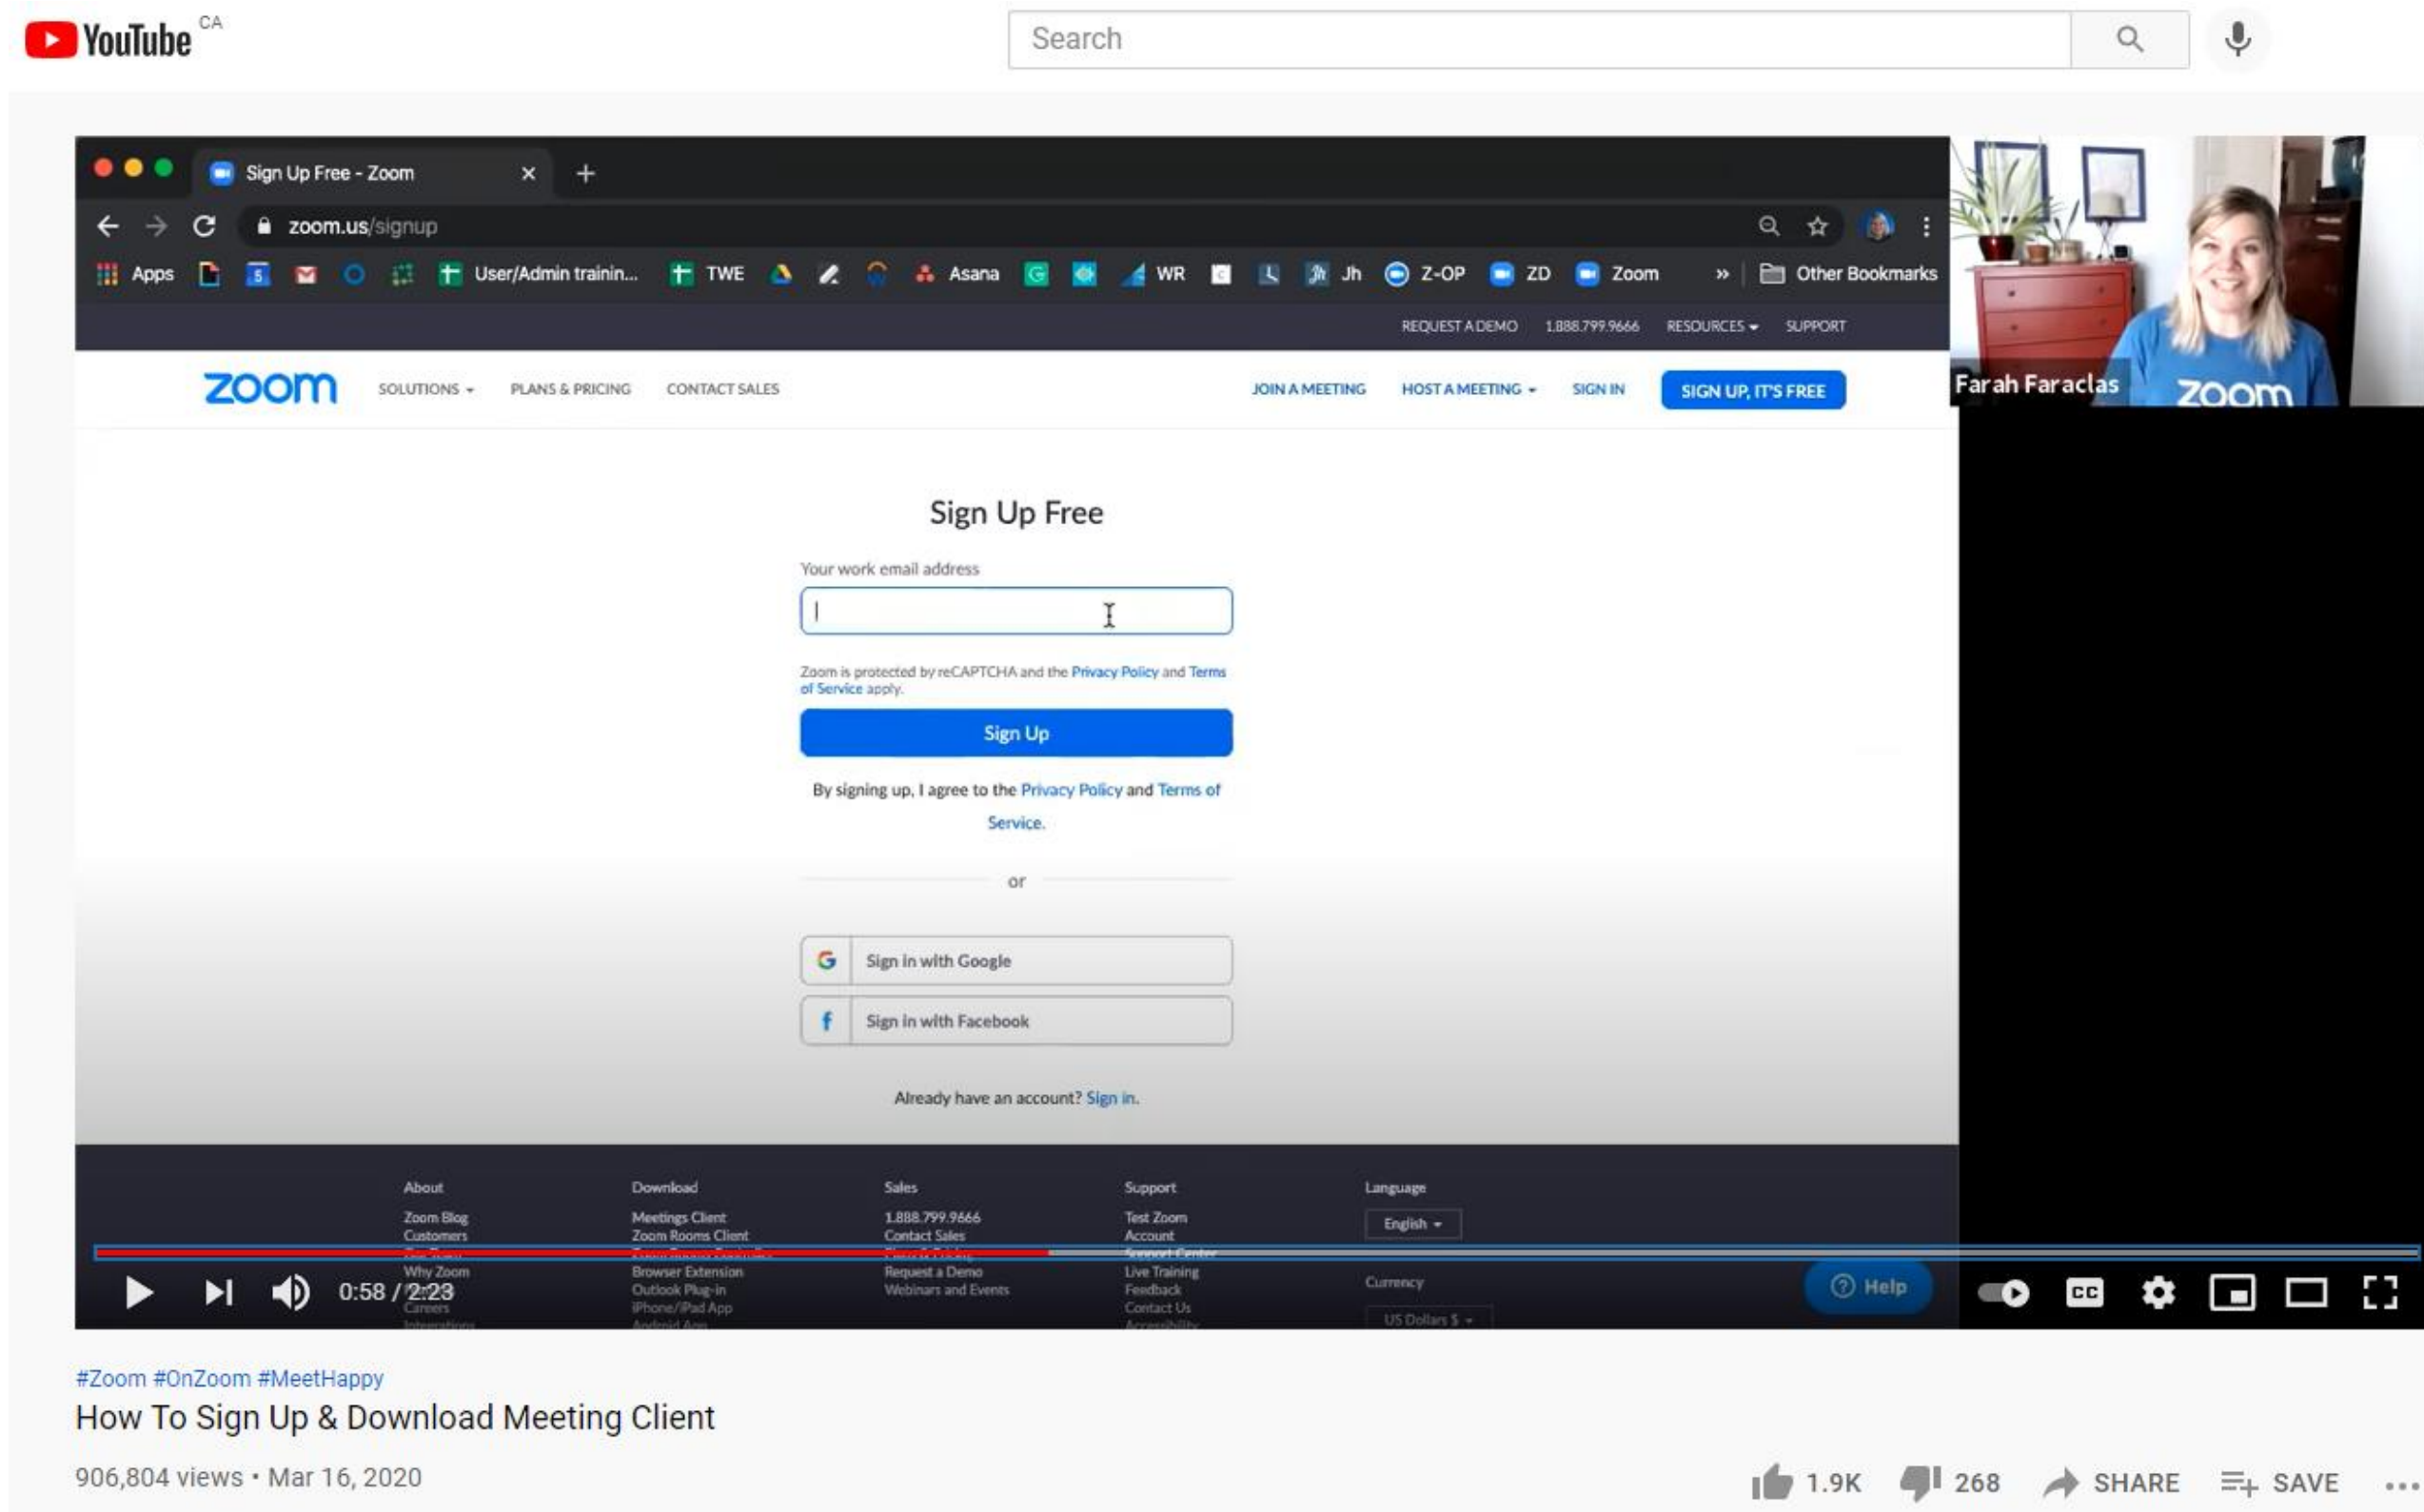 YouTube CA
Search
Sign Up Free - Zoom
zoom.us/signup
Apps 5 User/Admin trainin... TWE Asana G WR c Jh Z-OP ZD Zoom » Other Bookmarks
REQUEST A DEMO 1.888.799.9666 RESOURCES SUPPORT
zoom SOLUTIONS PLANS & PRICING CONTACT SALES JOIN A MEETING HOST A MEETING SIGN IN SIGN UP, IT'S FREE
Farah Faraclas
zoom
Sign Up Free
Your work email address
Zoom is protected by reCAPTCHA and the Privacy Policy and Terms
of Service apply.
Sign Up
By signing up, I agree to the Privacy Policy and Terms of
Service.
or
G Sign in with Google
f Sign in with Facebook
Already have an account? Sign in.
About Download Sales Support Language
Zoom Blog Meetings Client 1.888.799.9666 Test Zoom English
Customers Zoom Rooms Client Contact Sales Account
Support Center
Why Zoom Browser Extension Request a Demo Live Training Currency
Outlook Plug-in Webinars and Events Feedback
Careers iPhone/iPad App Contact Us
Integrations Android App Accessibility US Dollars $
0:58 / 2:23
? Help
CC
#Zoom #OnZoom #MeetHappy
How To Sign Up & Download Meeting Client
906,804 views • Mar 16, 2020
1.9K 268 SHARE SAVE